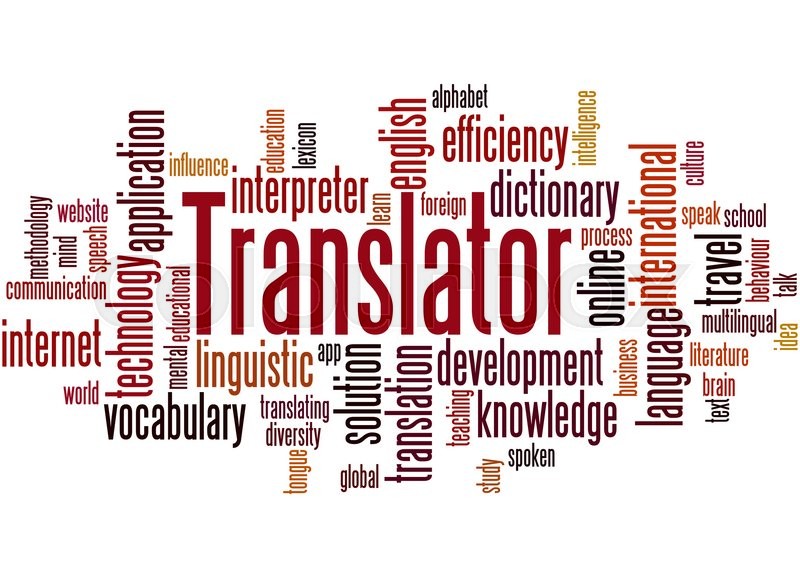 alphabet
english
efficiency
intelligence
application
education
lexicon
influence
interpreter
learn
foreign
dictionary
international
culture
methodology
website
mind
speech
communication
Translator
process
speak
school
travel
behaviour
talk
online
technology
educational
mental
internet
world
linguistic
app
solution
translation
development
business
language
multilingual
literature
idea
brain
text
vocabulary
translating
diversity
teaching
knowledge
tongue
global
study
spoken
colourbox